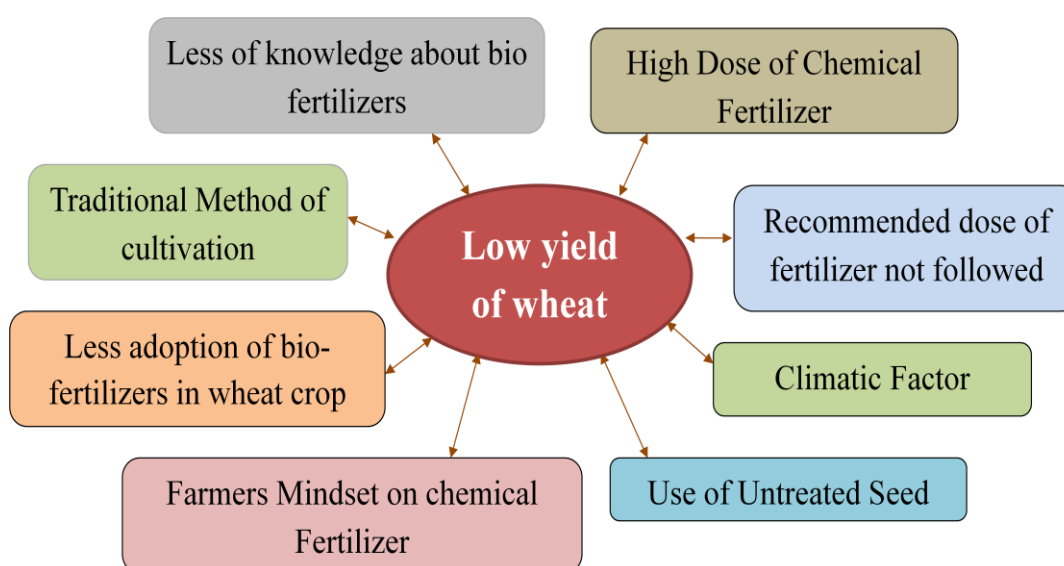 Less of knowledge about bio
fertilizers
High Dose of Chemical
Fertilizer
Traditional Method of
cultivation
Low yield
of wheat
Recommended dose of
fertilizer not followed
Less adoption of bio-
fertilizers in wheat crop
Climatic Factor
Farmers Mindset on chemical
Fertilizer
Use of Untreated Seed